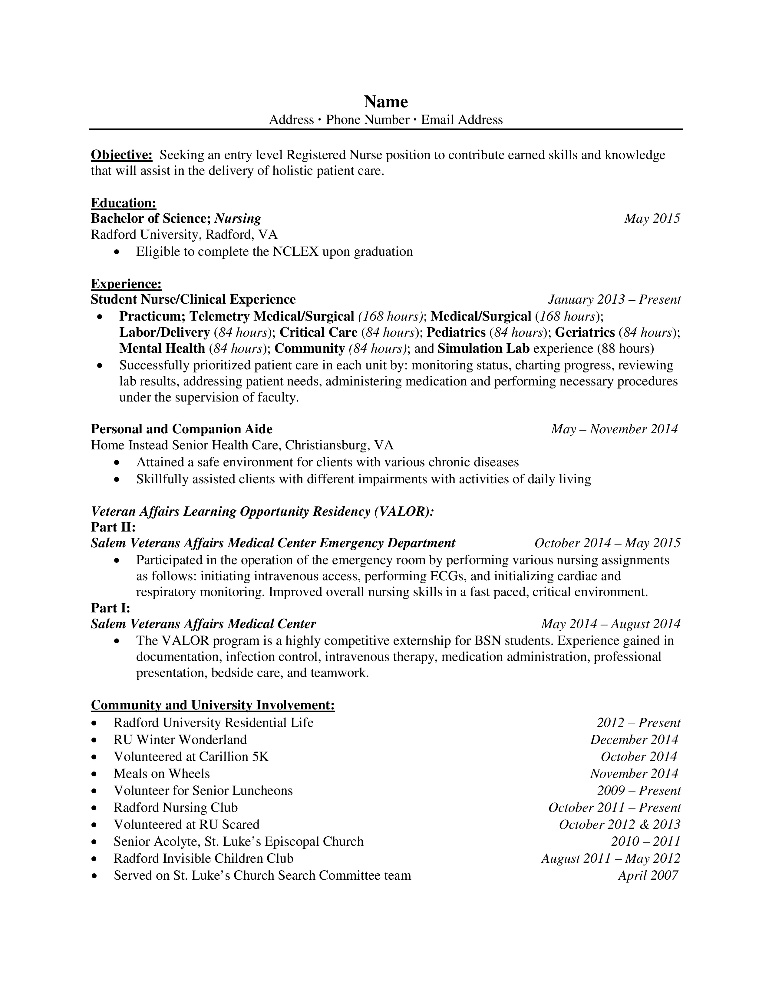 Name
Address • Phone Number • Email Address
Objective: Seeking an entry level Registered Nurse position to contribute earned skills and knowledge
that will assist in the delivery of holistic patient care.
Education:
Bachelor of Science; Nursing May 2015
Radford University, Radford, VA
• Eligible to complete the NCLEX upon graduation
Experience:
Student Nurse/Clinical Experience January 2013 – Present
• Practicum; Telemetry Medical/Surgical (168 hours); Medical/Surgical (168 hours);
Labor/Delivery (84 hours); Critical Care (84 hours); Pediatrics (84 hours); Geriatrics (84 hours);
Mental Health (84 hours); Community (84 hours); and Simulation Lab experience (88 hours)
• Successfully prioritized patient care in each unit by: monitoring status, charting progress, reviewing
lab results, addressing patient needs, administering medication and performing necessary procedures
under the supervision of faculty.
Personal and Companion Aide May – November 2014
Home Instead Senior Health Care, Christiansburg, VA
• Attained a safe environment for clients with various chronic diseases
• Skillfully assisted clients with different impairments with activities of daily living
Veteran Affairs Learning Opportunity Residency (VALOR):
Part II:
Salem Veterans Affairs Medical Center Emergency Department October 2014 – May 2015
• Participated in the operation of the emergency room by performing various nursing assignments
as follows: initiating intravenous access, performing ECGs, and initializing cardiac and
respiratory monitoring. Improved overall nursing skills in a fast paced, critical environment.
Part I:
Salem Veterans Affairs Medical Center May 2014 – August 2014
• The VALOR program is a highly competitive externship for BSN students. Experience gained in
documentation, infection control, intravenous therapy, medication administration, professional
presentation, bedside care, and teamwork.
Community and University Involvement:
• Radford University Residential Life 2012 – Present
• RU Winter Wonderland December 2014
• Volunteered at Carillion 5K October 2014
• Meals on Wheels November 2014
• Volunteer for Senior Luncheons 2009 – Present
• Radford Nursing Club October 2011 – Present
• Volunteered at RU Scared October 2012 & 2013
• Senior Acolyte, St. Luke's Episcopal Church 2010 – 2011
• Radford Invisible Children Club August 2011 – May 2012
• Served on St. Luke's Church Search Committee team April 2007